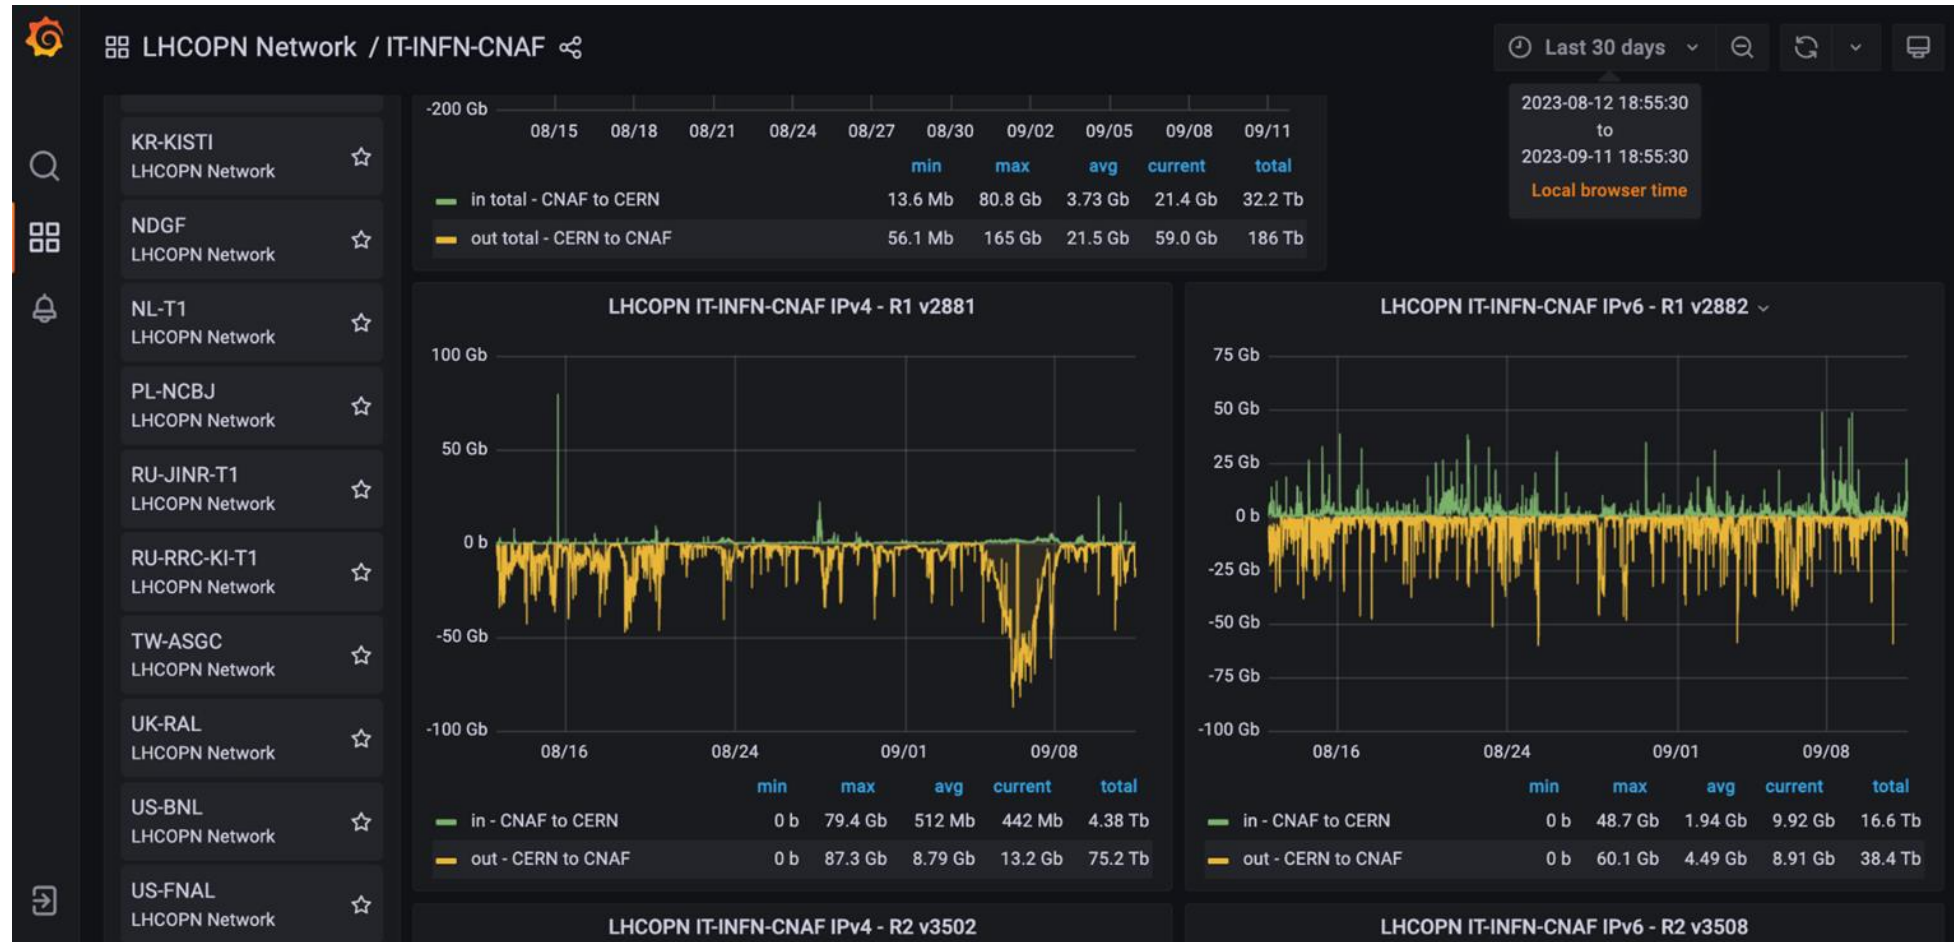 LHCOPN Network / IT-INFN-CNAF
Last 30 days
2023-08-12 18:55:30
to
2023-09-11 18:55:30
Local browser time
KR-KISTI
LHCOPN Network
NDGF
LHCOPN Network
NL-T1
LHCOPN Network
PL-NCBJ
LHCOPN Network
RU-JINR-T1
LHCOPN Network
RU-RRC-KI-T1
LHCOPN Network
TW-ASGC
LHCOPN Network
UK-RAL
LHCOPN Network
US-BNL
LHCOPN Network
US-FNAL
LHCOPN Network
-200 Gb
08/15 08/18 08/21 08/24 08/27 08/30 09/02 09/05 09/08 09/11
min max avg current total
in total - CNAF to CERN 13.6 Mb 80.8 Gb 3.73 Gb 21.4 Gb 32.2 Tb
out total - CERN to CNAF 56.1 Mb 165 Gb 21.5 Gb 59.0 Gb 186 Tb
LHCOPN IT-INFN-CNAF IPv4 - R1 v2881
100 Gb
50 Gb
0 b
-50 Gb
-100 Gb
08/16 08/24 09/01 09/08
min max avg current total
in - CNAF to CERN 0 b 79.4 Gb 512 Mb 442 Mb 4.38 Tb
out - CERN to CNAF 0 b 87.3 Gb 8.79 Gb 13.2 Gb 75.2 Tb
LHCOPN IT-INFN-CNAF IPv6 - R1 v2882
75 Gb
50 Gb
25 Gb
0 b
-25 Gb
-50 Gb
-75 Gb
-100 Gb
08/16 08/24 09/01 09/08
min max avg current total
in - CNAF to CERN 0 b 48.7 Gb 1.94 Gb 9.92 Gb 16.6 Tb
out - CERN to CNAF 0 b 60.1 Gb 4.49 Gb 8.91 Gb 38.4 Tb
LHCOPN IT-INFN-CNAF IPv4 - R2 v3502
LHCOPN IT-INFN-CNAF IPv6 - R2 v3508